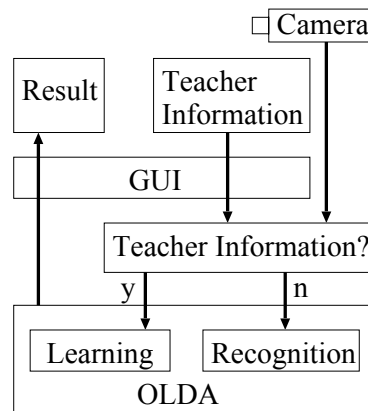 Camera
Result
Teacher
Information
GUI
Teacher Information?
y
n
Learning
Recognition
OLDA